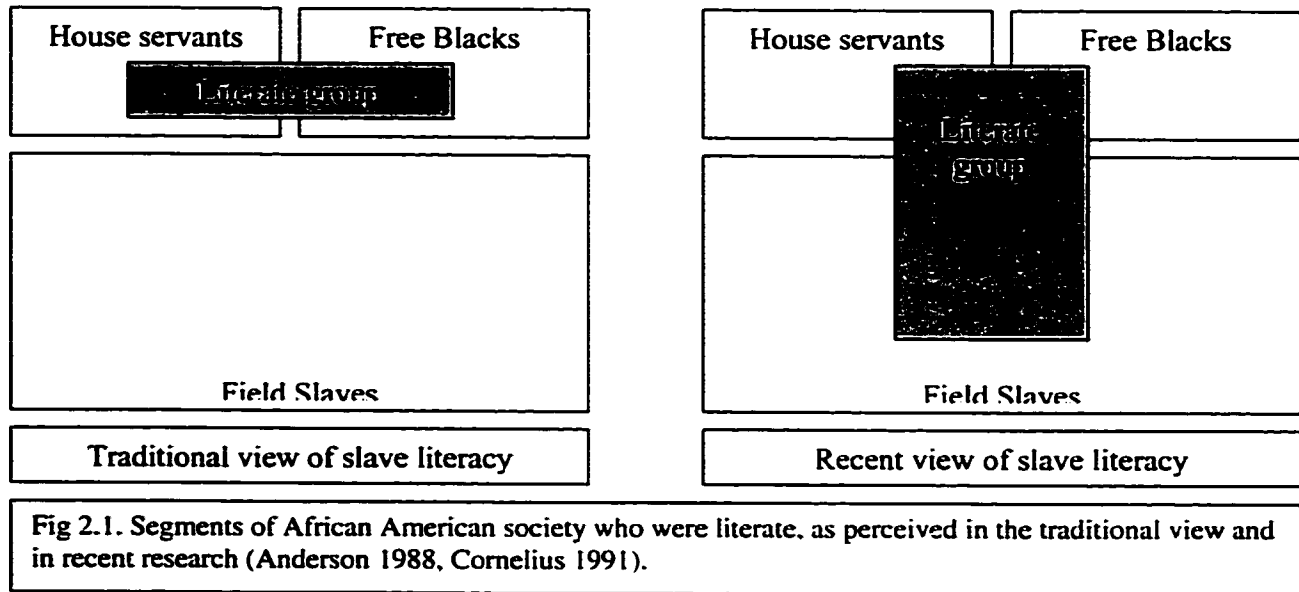 House servants
Free Blacks
Literate group
Field Slaves
Traditional view of slave literacy
House servants
Free Blacks
Literate
group
Field Slaves
Recent view of slave literacy
Fig 2.1. Segments of African American society who were literate, as perceived in the traditional view and
in recent research (Anderson 1988, Cornelius 1991).